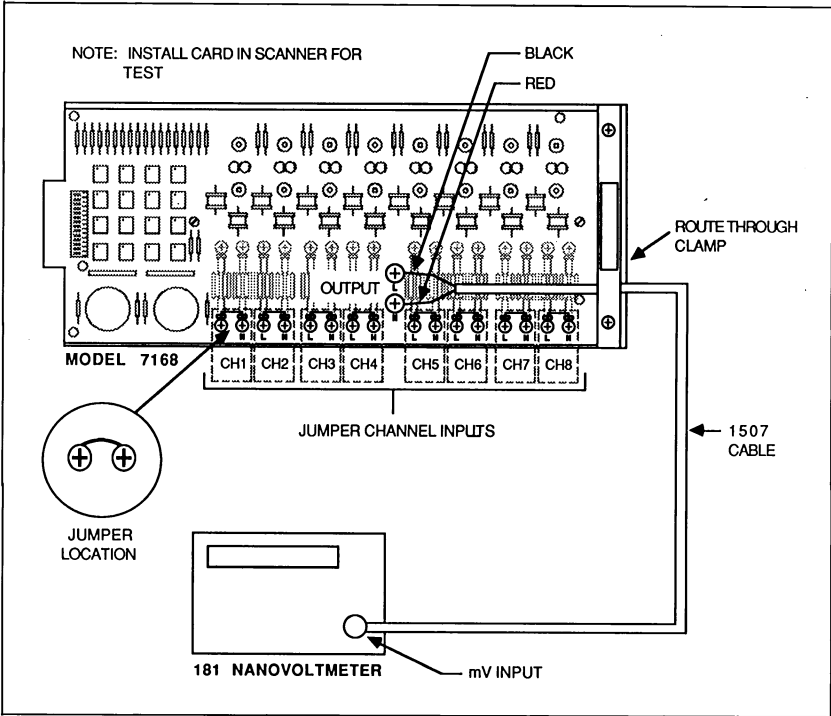 NOTE: INSTALL CARD IN SCANNER FOR
TEST
BLACK
RED
ROUTE THROUGH
CLAMP
OUTPUT
L
H
L H L H L H L H L H L H L H L H
MODEL 7168
CH1 CH2 CH3 CH4 CH5 CH6 CH7 CH8
JUMPER CHANNEL INPUTS
1507
CABLE
JUMPER
LOCATION
181 NANOVOLTMETER
mV INPUT